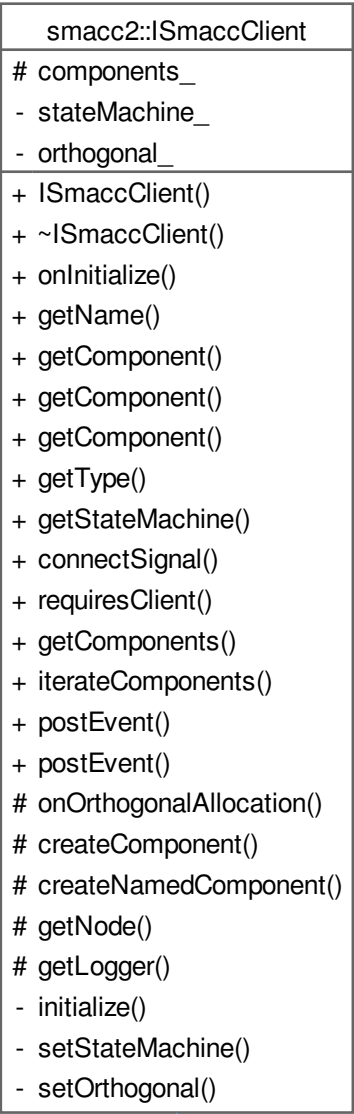 smacc2::ISmaccClient
# components_
- stateMachine_
- orthogonal_
+ ISmaccClient()
+ ~ISmaccClient()
+ onInitialize()
+ getName()
+ getComponent()
+ getComponent()
+ getComponent()
+ getType()
+ getStateMachine()
+ connectSignal()
+ requiresClient()
+ getComponents()
+ iterateComponents()
+ postEvent()
+ postEvent()
# onOrthogonalAllocation()
# createComponent()
# createNamedComponent()
# getNode()
# getLogger()
- initialize()
- setStateMachine()
- setOrthogonal()